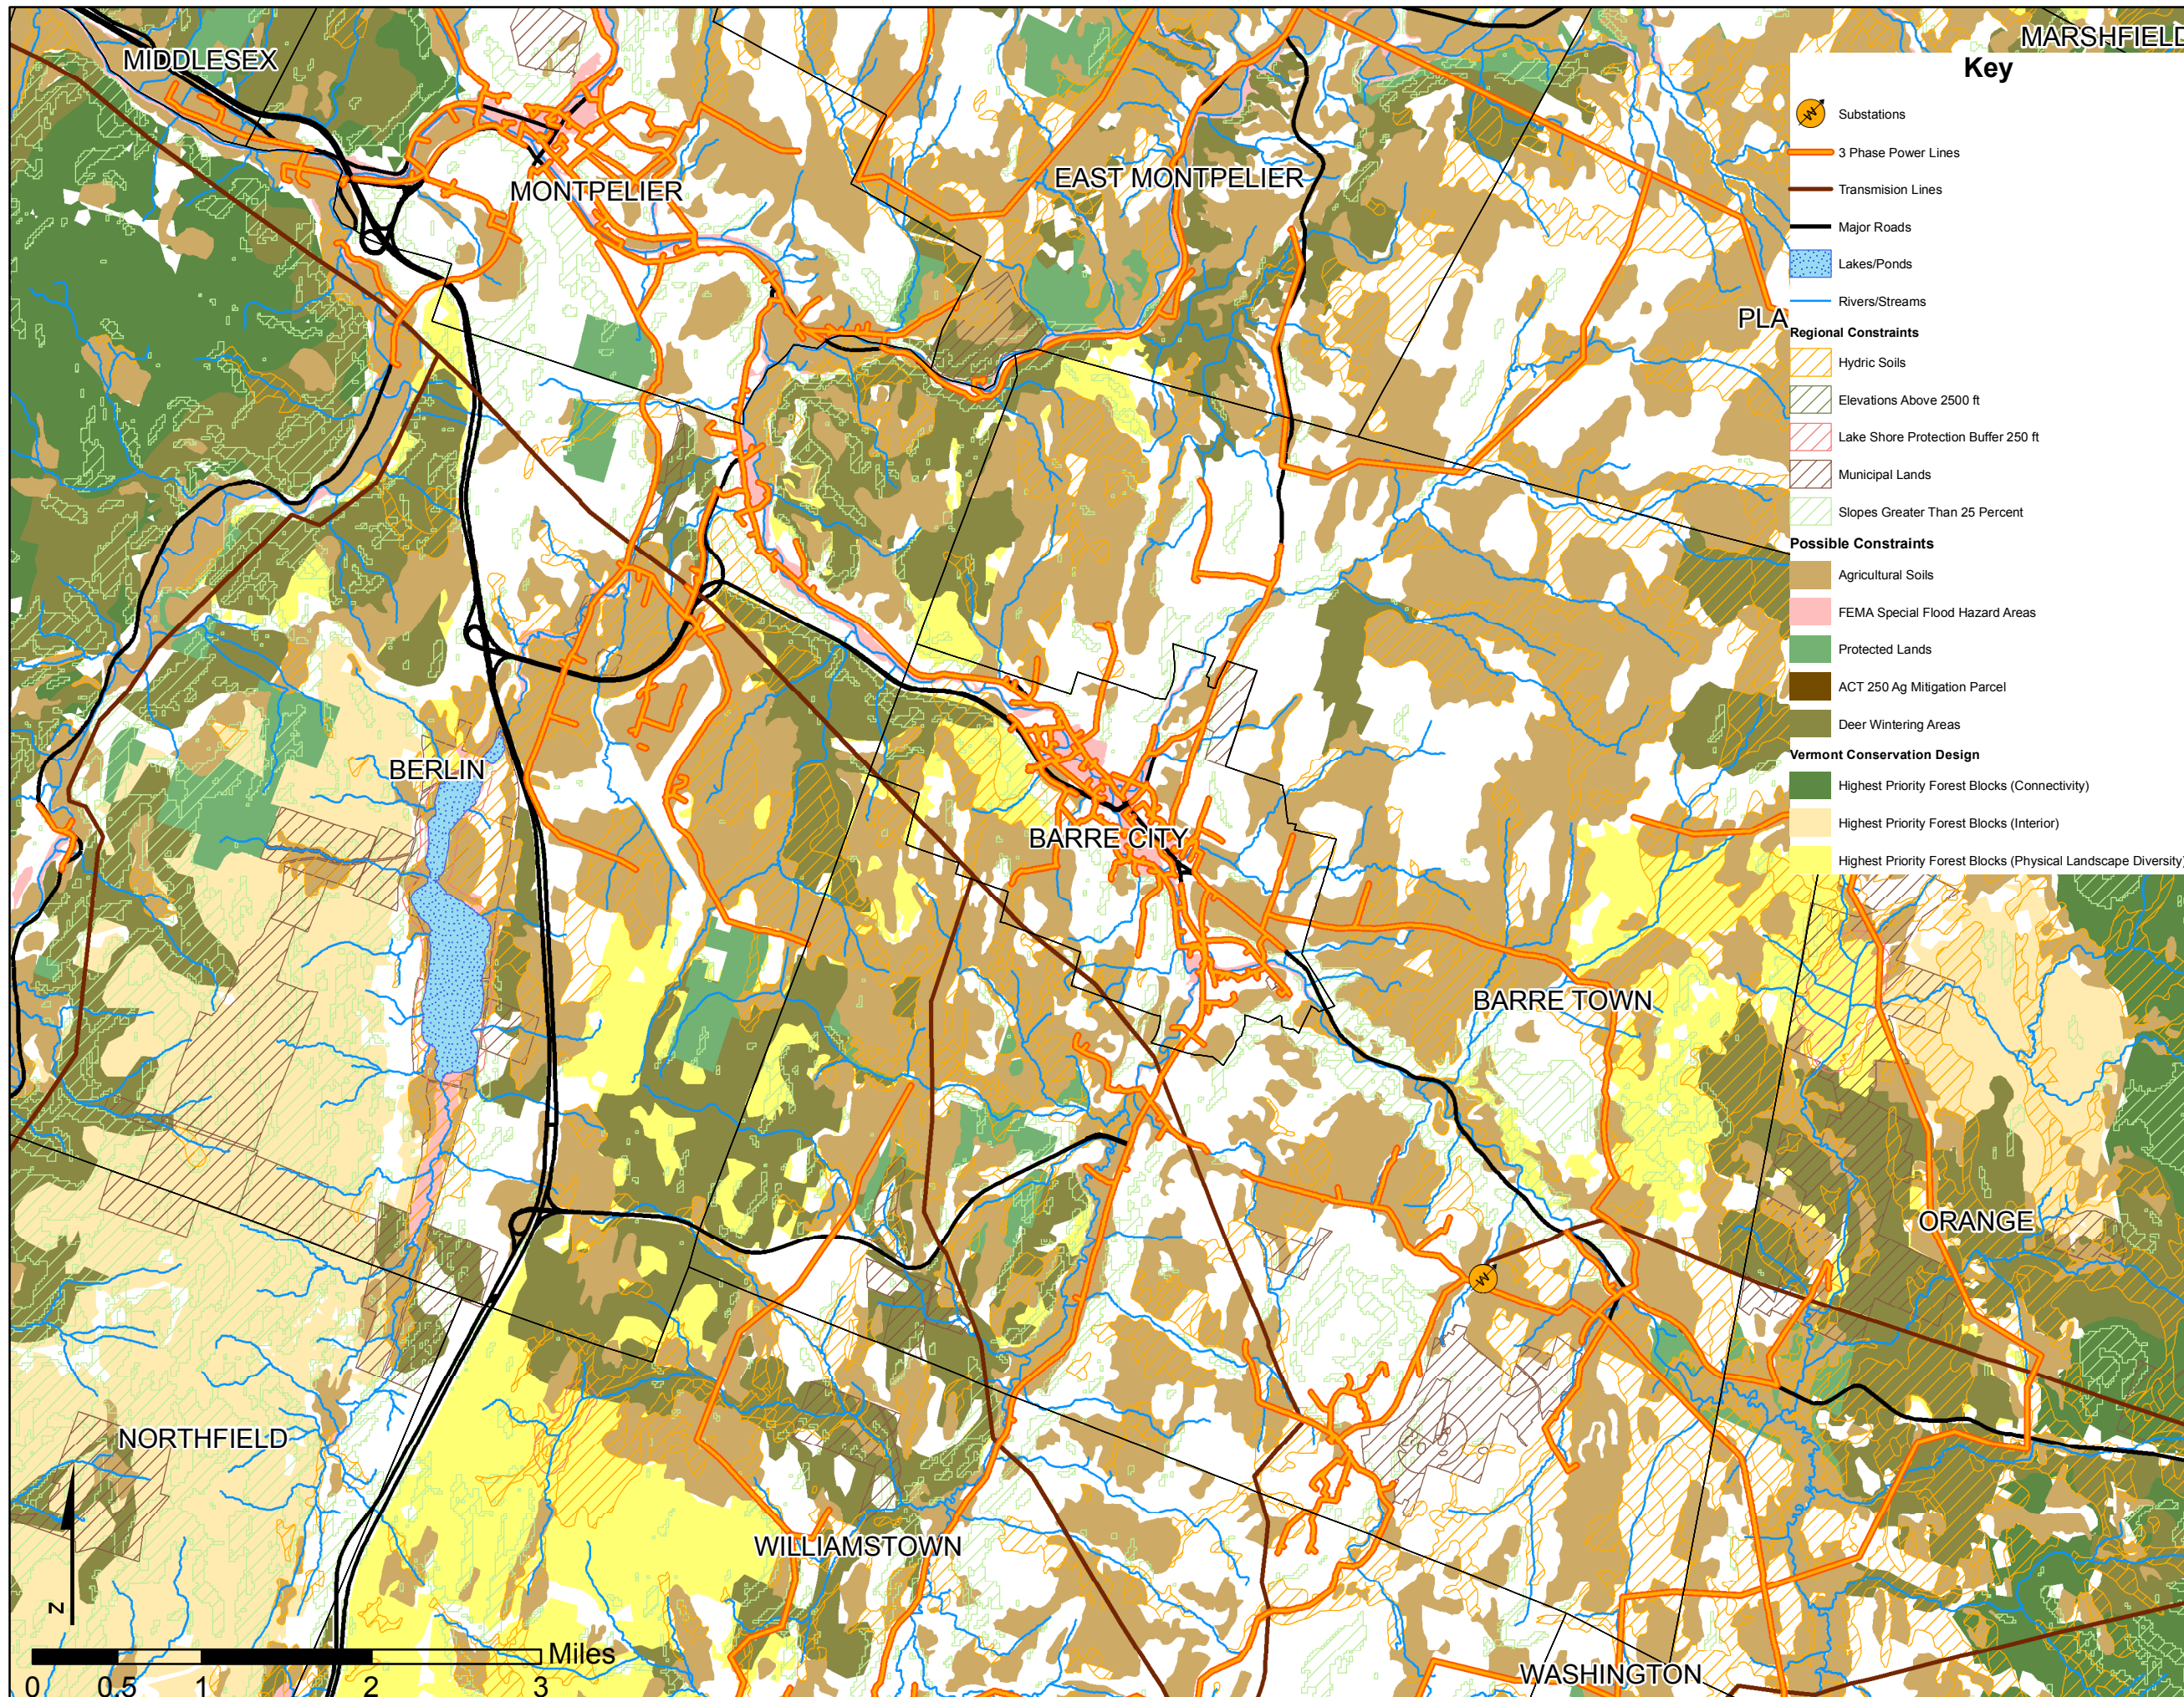 MIDDLESEX
MARSHFIELD
MONTPELIER
EAST MONTPELIER
PLA
BERLIN
BARRE CITY
BARRE TOWN
ORANGE
NORTHFIELD
WILLIAMSTOWN
WASHINGTON
Key
W
Substations
3 Phase Power Lines
Transmision Lines
Major Roads
Lakes/Ponds
Rivers/Streams
Regional Constraints
Hydric Soils
Elevations Above 2500 ft
Lake Shore Protection Buffer 250 ft
Municipal Lands
Slopes Greater Than 25 Percent
Possible Constraints
Agricultural Soils
FEMA Special Flood Hazard Areas
Protected Lands
ACT 250 Ag Mitigation Parcel
Deer Wintering Areas
Vermont Conservation Design
Highest Priority Forest Blocks (Connectivity)
Highest Priority Forest Blocks (Interior)
Highest Priority Forest Blocks (Physical Landscape Diversity)
W
N
Miles
0 0.5 1 2 3